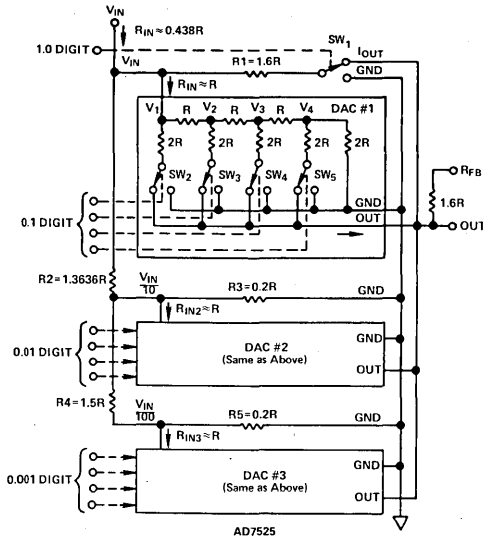 VIN
RIN≈0.438R
1.0 DIGIT
VIN
R1=1.6R
SW1
IOUT
GND
RIN≈R
DAC #1
V1 R V2 R V3 R V4
2R 2R 2R 2R 2R
SW2 SW3 SW4 SW5
GND
OUT
0.1 DIGIT
RFB
1.6R
OUT
R2=1.3636R
VIN
10
R3=0.2R
GND
RIN2≈R
0.01 DIGIT
DAC #2
(Same as Above)
GND
OUT
R4=1.5R
VIN
100
R5=0.2R
GND
RIN3≈R
0.001 DIGIT
DAC #3
(Same as Above)
GND
OUT
AD7525